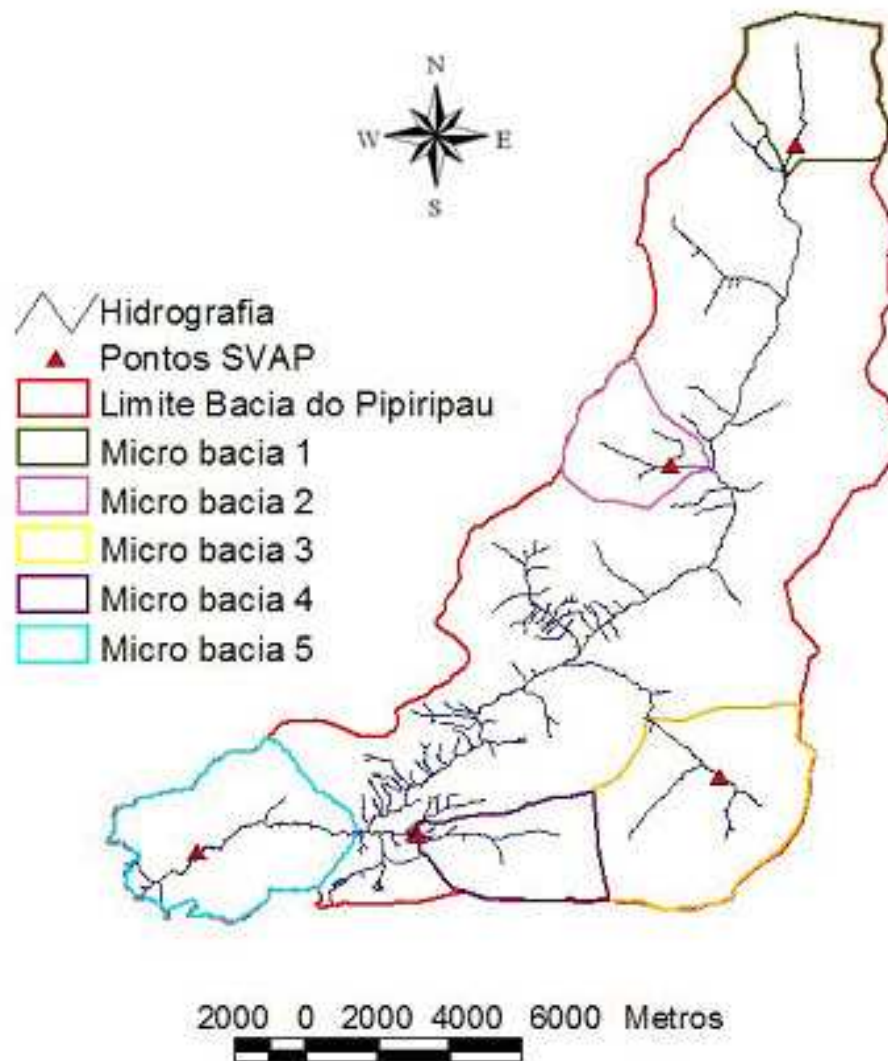 N
W E
S
Hidrografia
Pontos SVAP
Limite Bacia do Pipiripau
Micro bacia 1
Micro bacia 2
Micro bacia 3
Micro bacia 4
Micro bacia 5
2000 0 2000 4000 6000 Metros